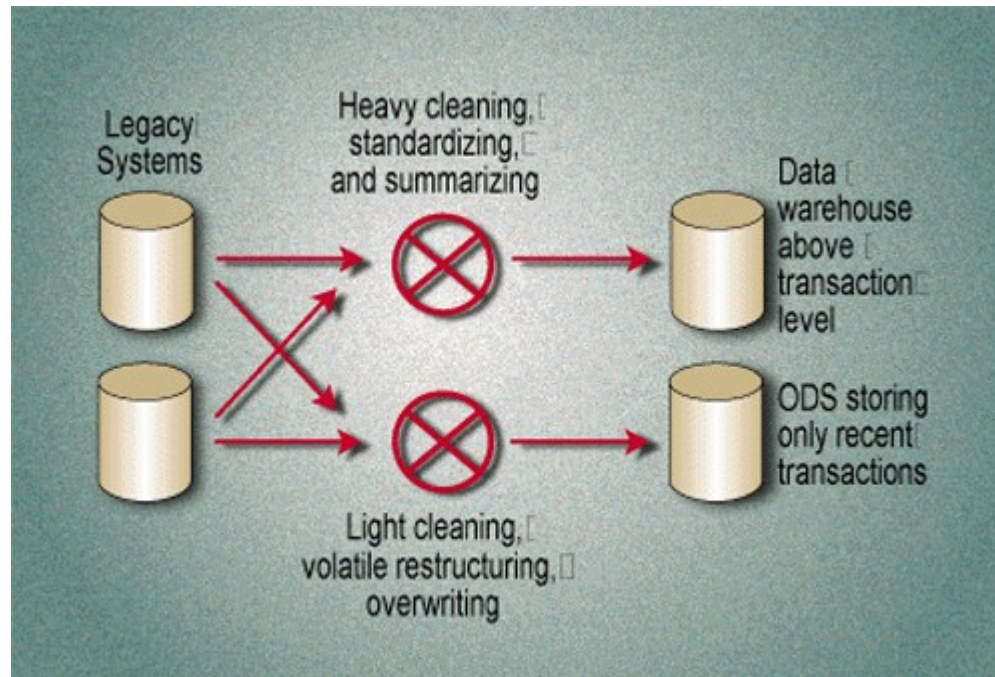 Legacy
Systems
Heavy cleaning,
standardizing,
and summarizing
Data
warehouse
above
transaction
level
ODS storing
only recent
transactions
Light cleaning,
volatile restructuring,
overwriting